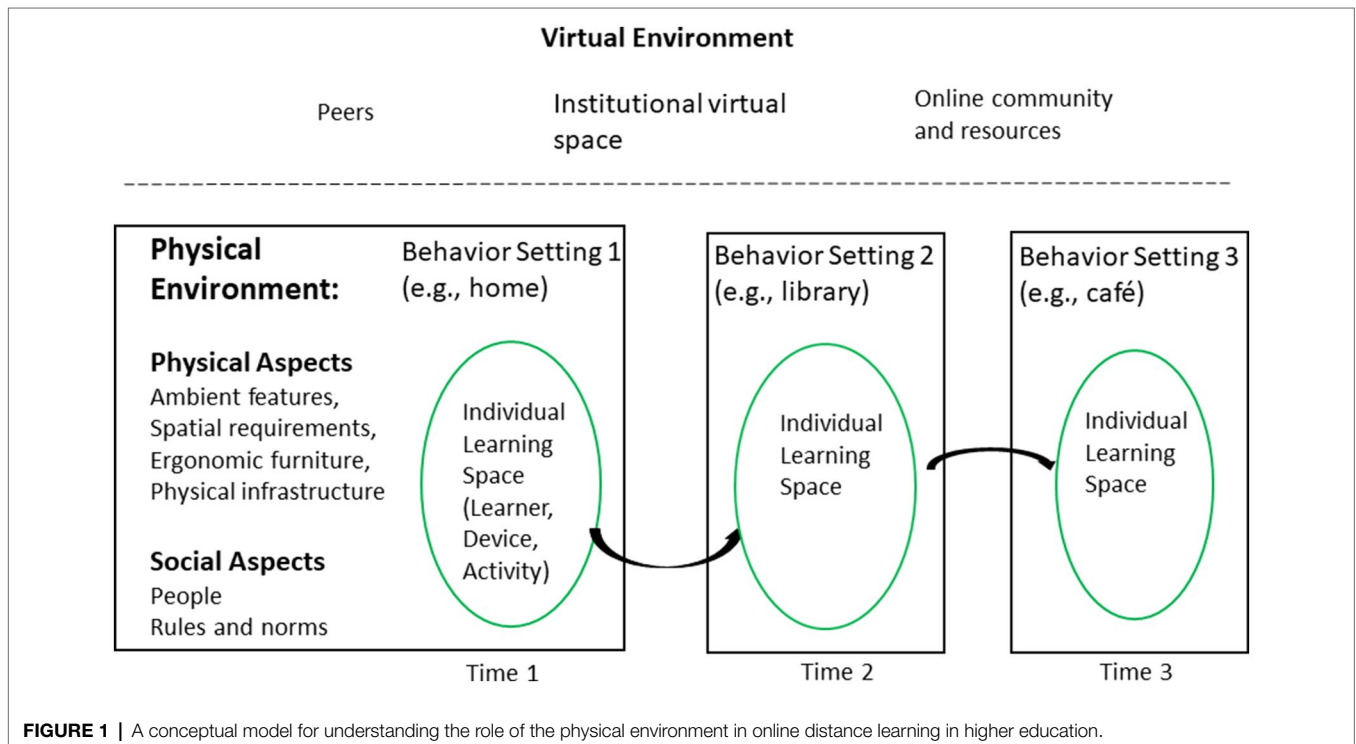 Virtual Environment
Peers
Institutional virtual
space
Online community
and resources
Physical
Environment:
Physical Aspects
Ambient features,
Spatial requirements,
Ergonomic furniture,
Physical infrastructure
Social Aspects
People
Rules and norms
Behavior Setting 1
(e.g., home)
Individual
Learning
Space
(Learner,
Device,
Activity)
Time 1
Behavior Setting 2
(e.g., library)
Individual
Learning
Space
Time 2
Behavior Setting 3
(e.g., café)
Individual
Learning
Space
Time 3
FIGURE 1 | A conceptual model for understanding the role of the physical environment in online distance learning in higher education.